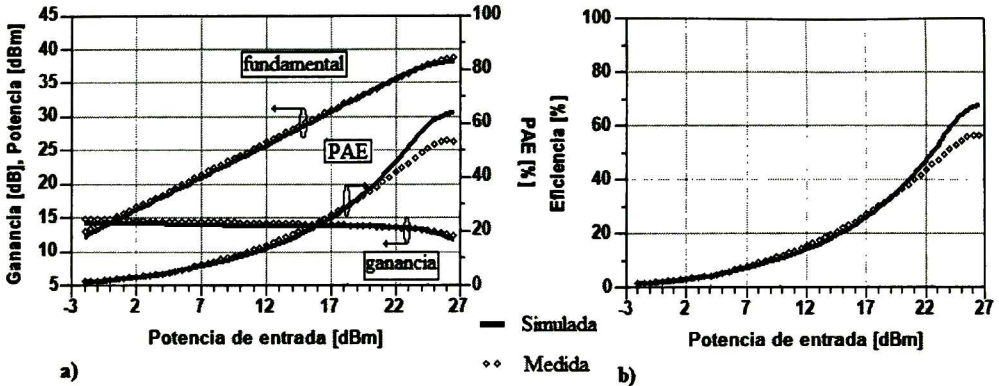 45
40
35
30
25
20
15
10
5
Ganancia [dB], Potencia [dBm]
100
80
60
40
20
0
PAE [%]
fundamental
PAE
ganancia
-3 2 7 12 17 22 27
Potencia de entrada [dBm]
a)
Simulada
Medida
100
80
60
40
20
0
Eficiencia [%]
-3 2 7 12 17 22 27
Potencia de entrada [dBm]
b)